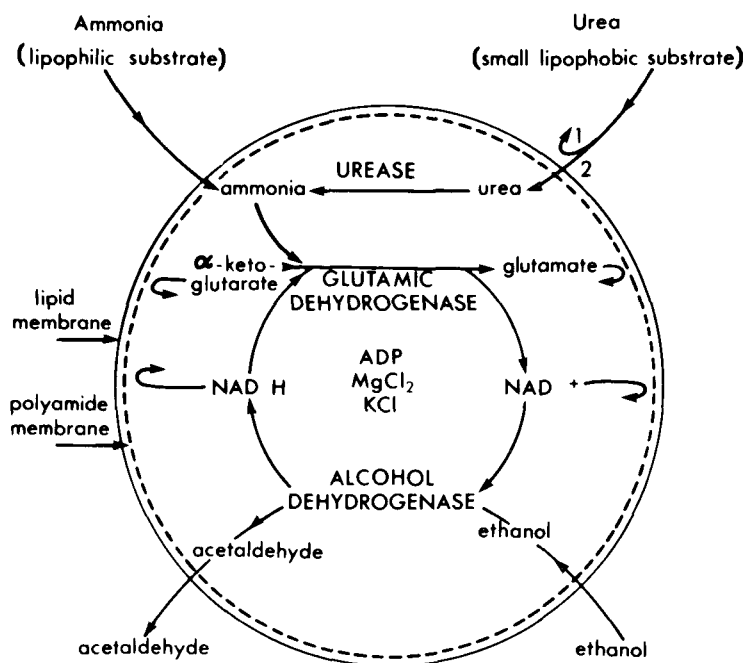 Ammonia
(lipophilic substrate)
Urea
(small lipophobic substrate)
1
2
UREASE
ammonia
urea
α-keto-
glutarate
glutamate
GLUTAMIC
DEHYDROGENASE
lipid
membrane
ADP
MgCl₂
KCl
NAD H
NAD +
polyamide
membrane
ALCOHOL
DEHYDROGENASE
ethanol
acetaldehyde
acetaldehyde
ethanol